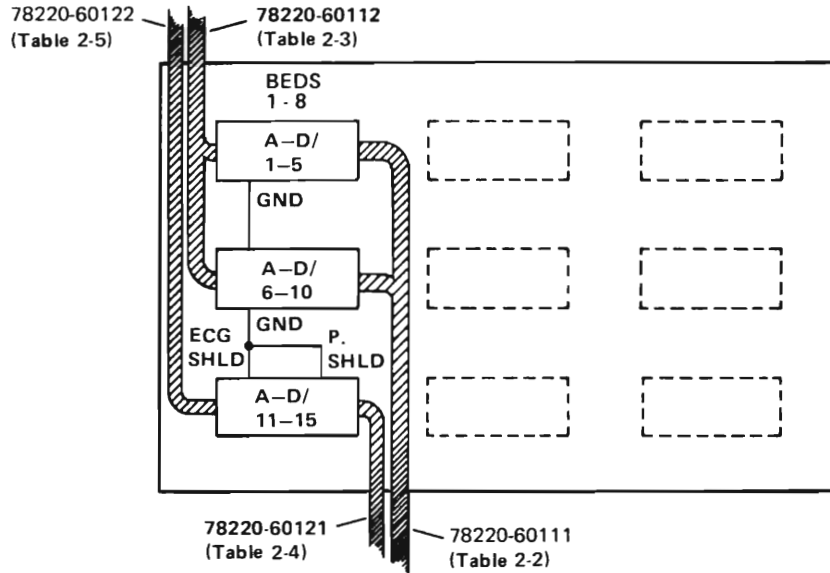 78220-60122
(Table 2-5)
78220-60112
(Table 2-3)
BEDS
1 - 8
A–D/
1–5
GND
A–D/
6–10
GND
ECG
SHLD
P.
SHLD
A–D/
11–15
78220-60121
(Table 2-4)
78220-60111
(Table 2-2)